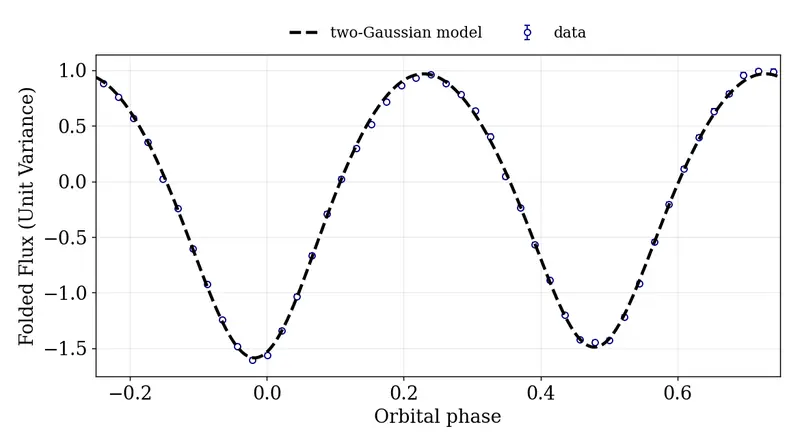 two-Gaussian model data
Folded Flux (Unit Variance)
1.0
0.5
0.0
−0.5
−1.0
−1.5
−0.2 0.0 0.2 0.4 0.6
Orbital phase